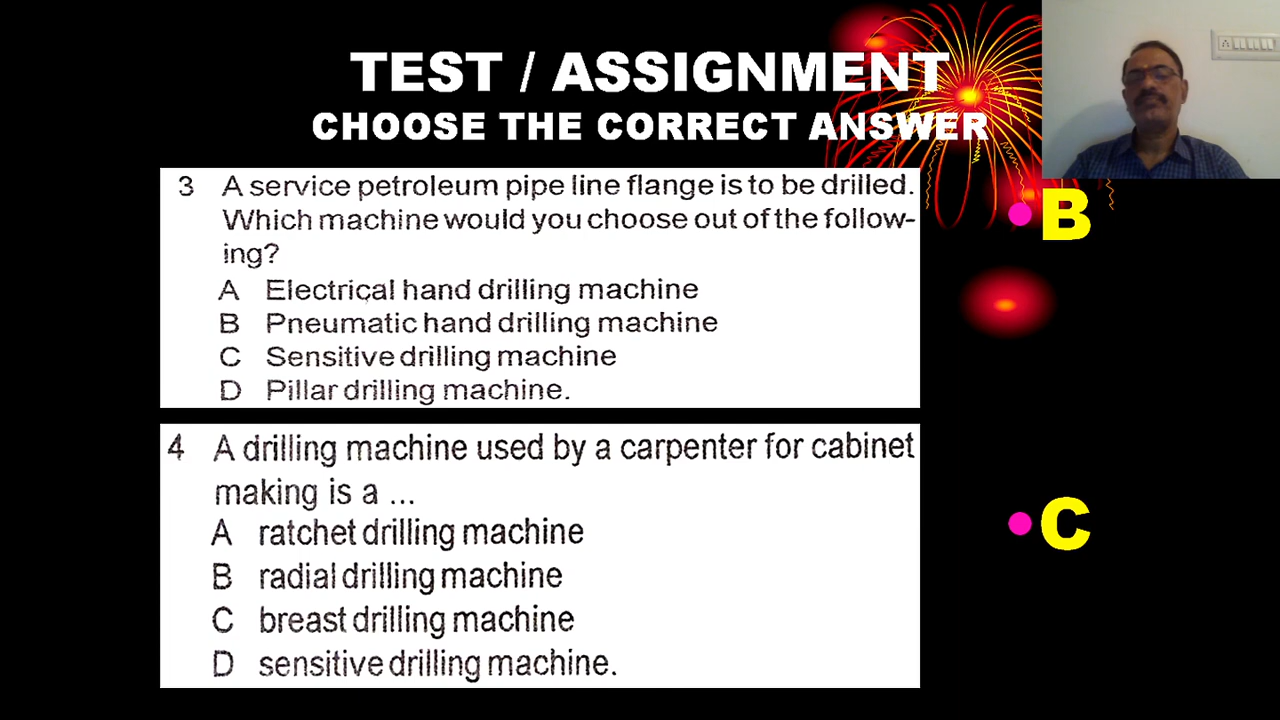 TEST / ASSIGNMENT
CHOOSE THE CORRECT ANSWER
3 A service petroleum pipe line flange is to be drilled.
Which machine would you choose out of the follow-
ing?
A Electrical hand drilling machine
B Pneumatic hand drilling machine
C Sensitive drilling machine
D Pillar drilling machine.
B
4 A drilling machine used by a carpenter for cabinet
making is a ...
A ratchet drilling machine
B radial drilling machine
C breast drilling machine
D sensitive drilling machine.
C